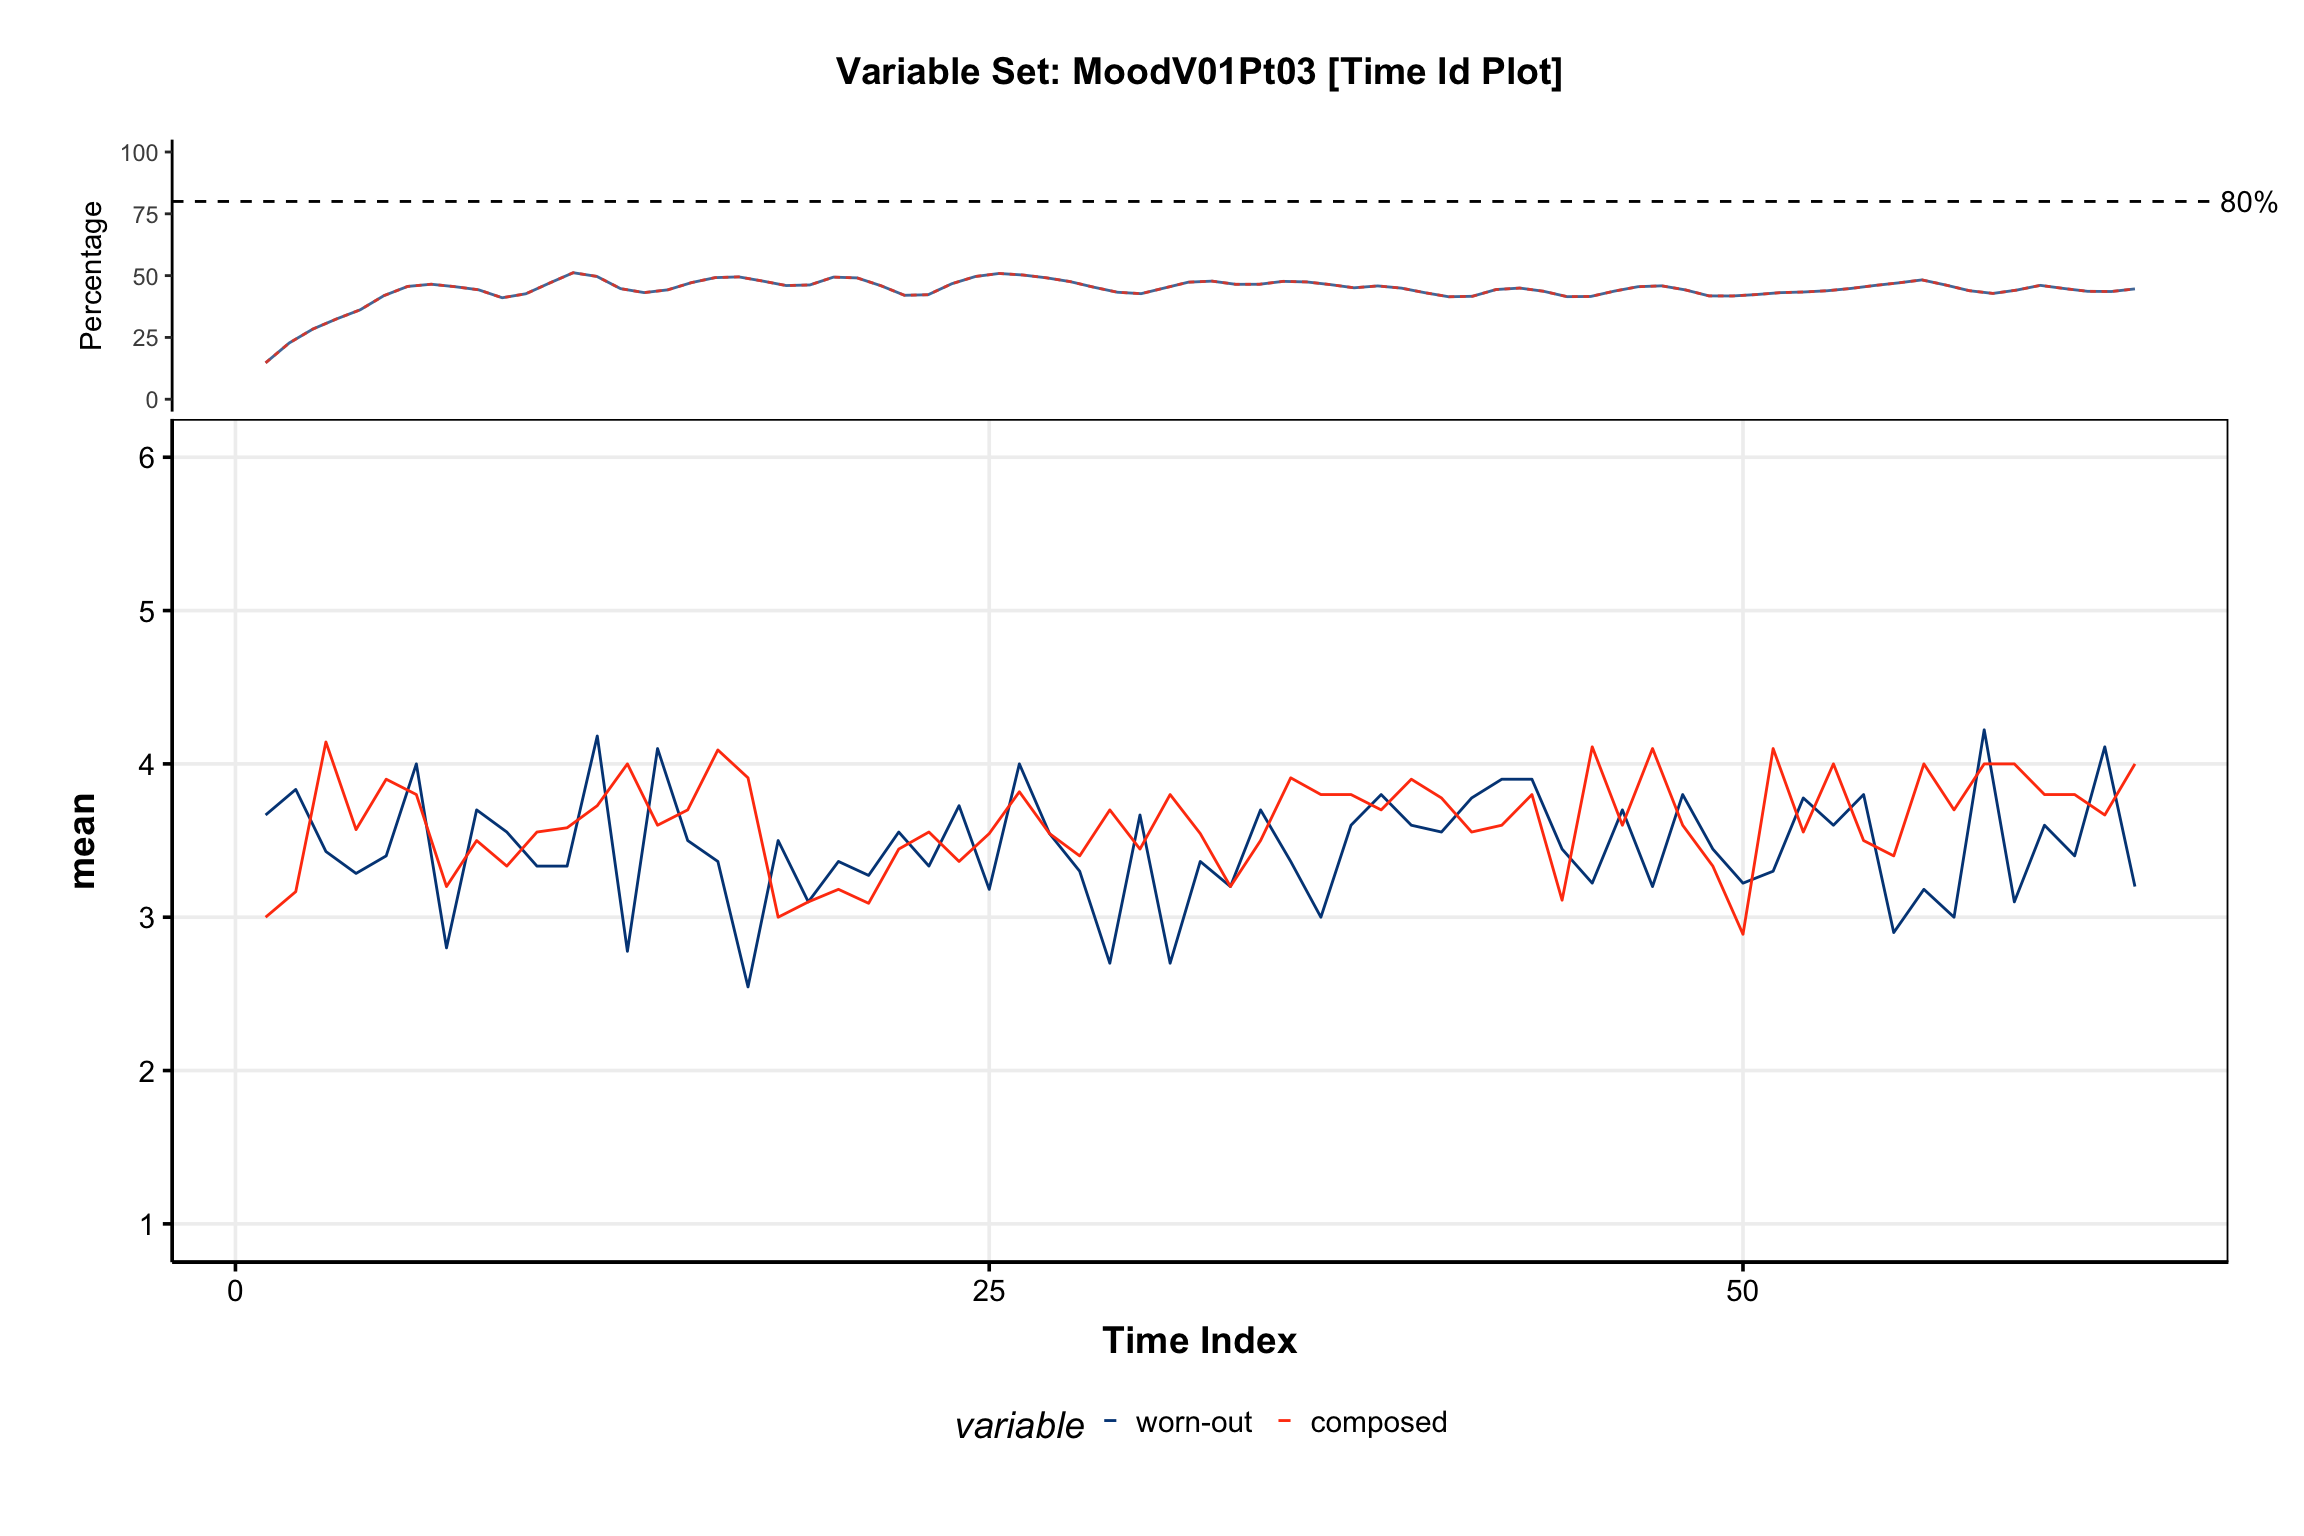 Variable Set: MoodV01Pt03 [Time Id Plot]
Percentage
100
75
50
25
0
80%
mean
6
5
4
3
2
1
0 25 50
Time Index
variable worn-out composed